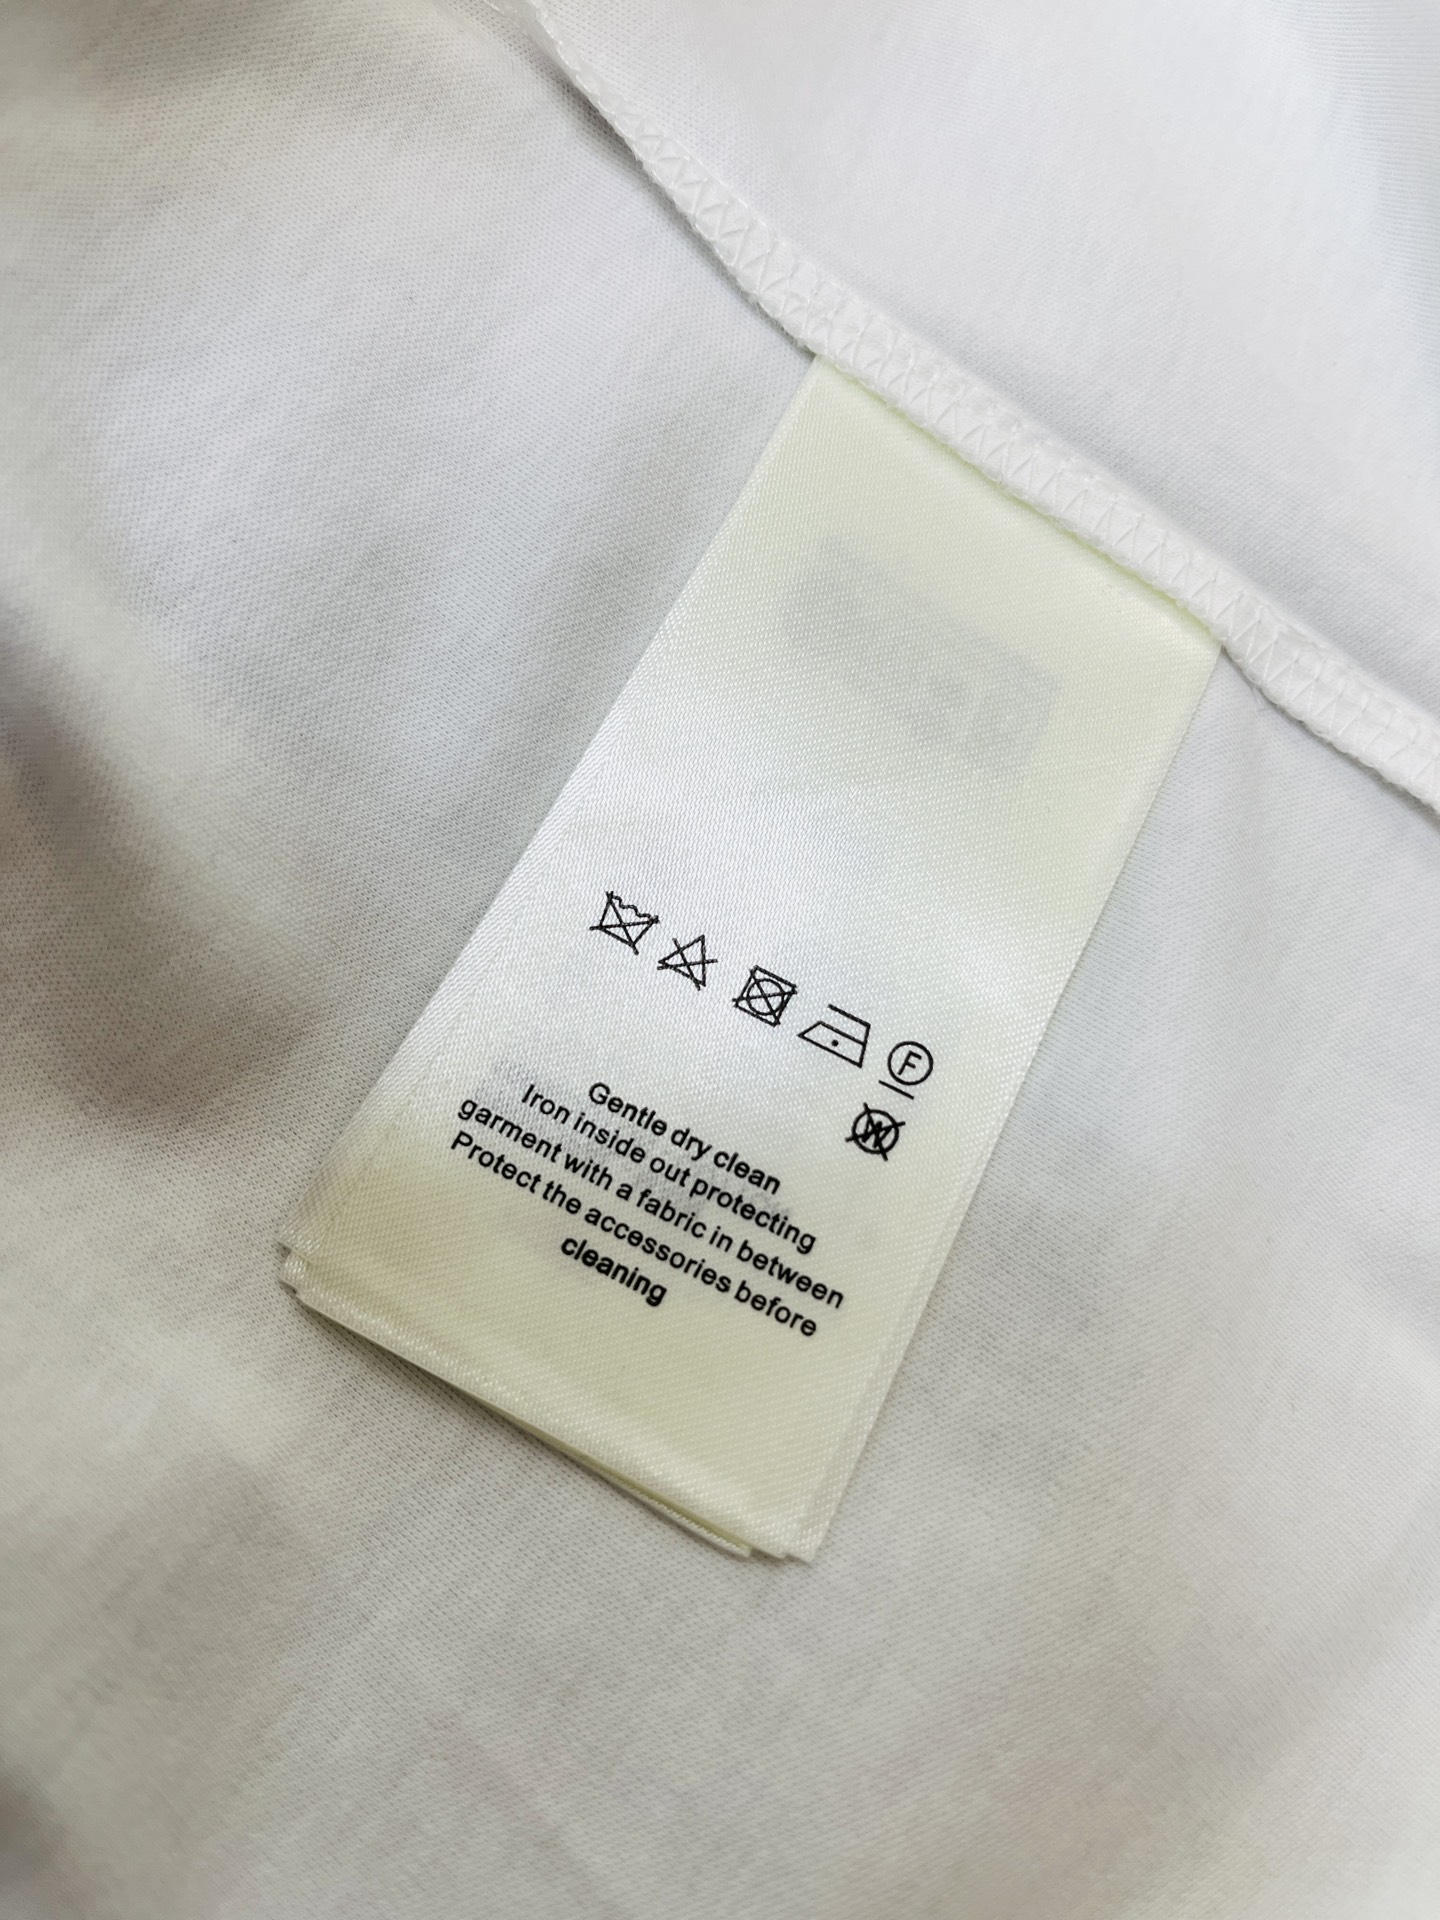 F
W
Gentle dry clean
Iron inside out protecting
garment with a fabric in between
Protect the accessories before
cleaning